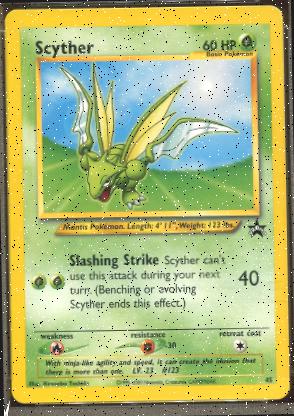 Scyther 60 HP
Basic Pokémon
Mantis Pokémon. Length: 4' 11", Weight: 123 lbs.
Slashing Strike Scyther can't
use this attack during your next
turn. (Benching or evolving
Scyther ends this effect.)
40
weakness resistance retreat cost
30
With ninja-like agility and speed, it can create the illusion that
there is more than one. LV. 23 #123
45